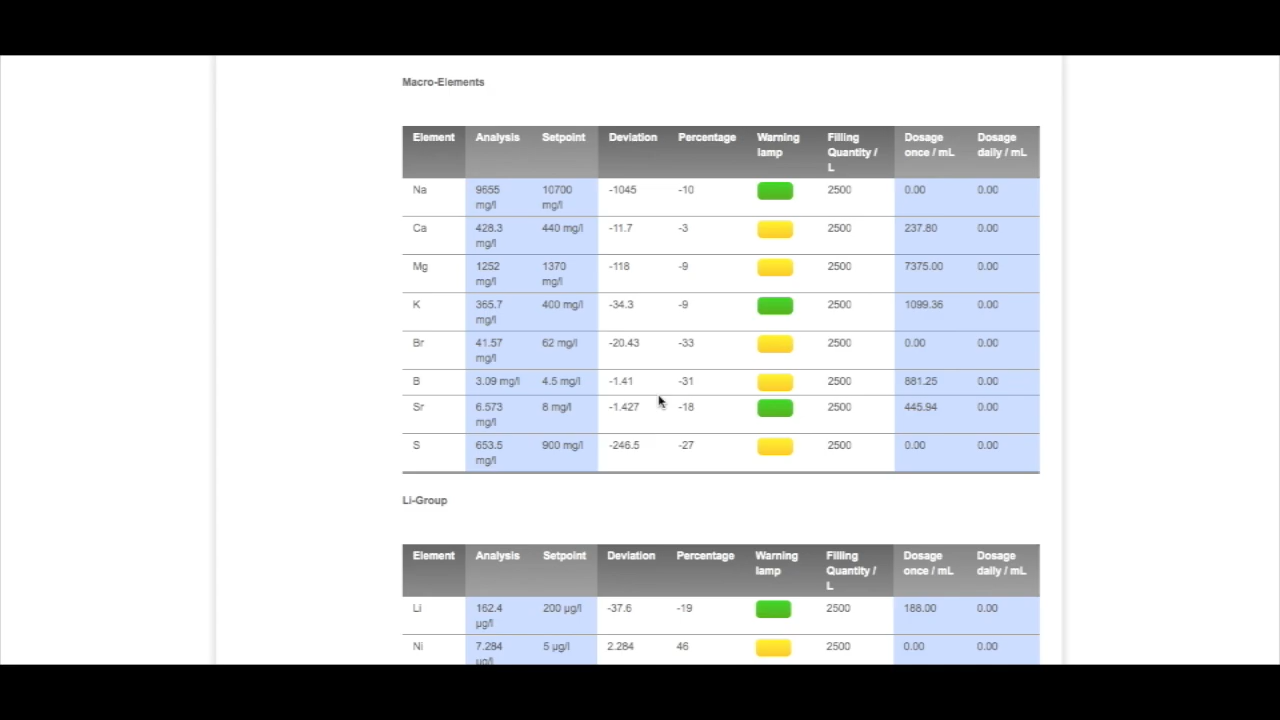 Macro-Elements
Element Analysis Setpoint Deviation Percentage Warning lamp Filling Quantity / L Dosage once / mL Dosage daily / mL
Na 9655 mg/l 10700 mg/l -1045 -10 2500 0.00 0.00
Ca 428.3 mg/l 440 mg/l -11.7 -3 2500 237.80 0.00
Mg 1252 mg/l 1370 mg/l -118 -9 2500 7375.00 0.00
K 365.7 mg/l 400 mg/l -34.3 -9 2500 1099.36 0.00
Br 41.57 mg/l 62 mg/l -20.43 -33 2500 0.00 0.00
B 3.09 mg/l 4.5 mg/l -1.41 -31 2500 881.25 0.00
Sr 6.573 mg/l 8 mg/l -1.427 -18 2500 445.94 0.00
S 653.5 mg/l 900 mg/l -246.5 -27 2500 0.00 0.00
Li-Group
Element Analysis Setpoint Deviation Percentage Warning lamp Filling Quantity / L Dosage once / mL Dosage daily / mL
Li 162.4 µg/l 200 µg/l -37.6 -19 2500 188.00 0.00
Ni 7.284 µg/l 5 µg/l 2.284 46 2500 0.00 0.00